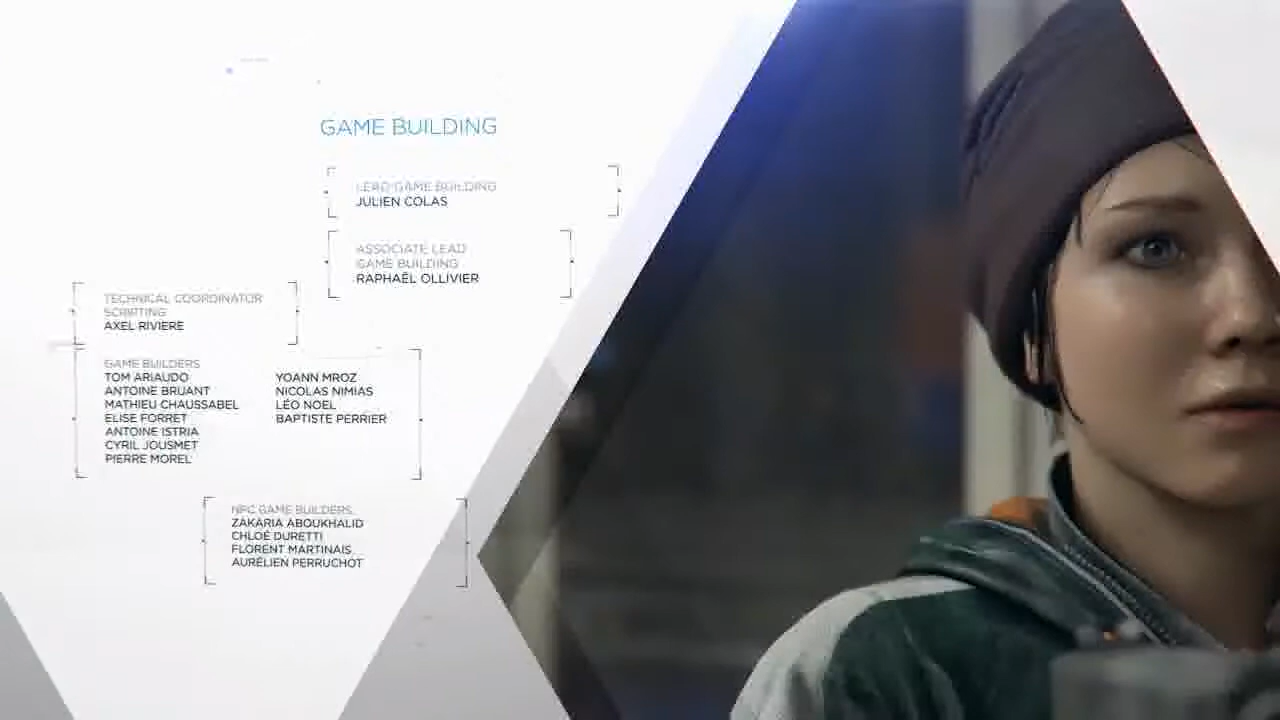 GAME BUILDING
LEAD GAME BUILDING
JULIEN COLAS
ASSOCIATE LEAD
GAME BUILDING
RAPHAËL OLLIVIER
TECHNICAL COORDINATOR
SCRIPTING
AXEL RIVIERE
GAME BUILDERS
TOM ARIAUDO
ANTOINE BRUANT
MATHIEU CHAUSSABEL
ELISE FORRET
ANTOINE ISTRIA
CYRIL JOUSMET
PIERRE MOREL
YOANN MROZ
NICOLAS NIMIAS
LÉO NOEL
BAPTISTE PERRIER
NPC GAME BUILDERS
ZAKARIA ABOUKHALID
CHLOÉ DURETTI
FLORENT MARTINAIS
AURÉLIEN PERRUCHOT